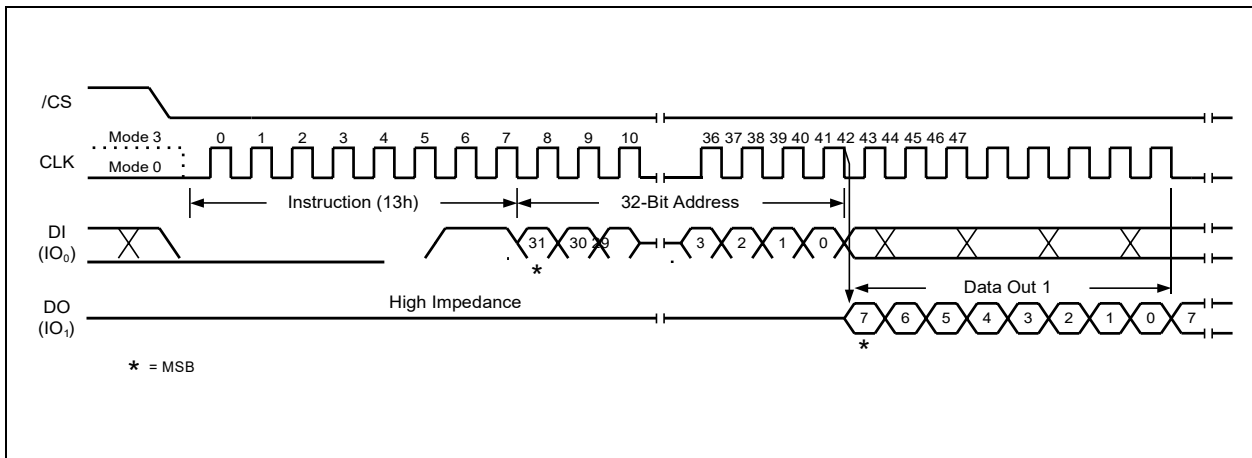 /CS
Mode 3
0 1 2 3 4 5 6 7 8 9 10 36 37 38 39 40 41 42 43 44 45 46 47
CLK
Mode 0
Instruction (13h) 32-Bit Address
DI
(IO₀)
31 30 29 3 2 1 0
*
High Impedance
Data Out 1
DO
(IO₁)
7 6 5 4 3 2 1 0 7
*
* = MSB